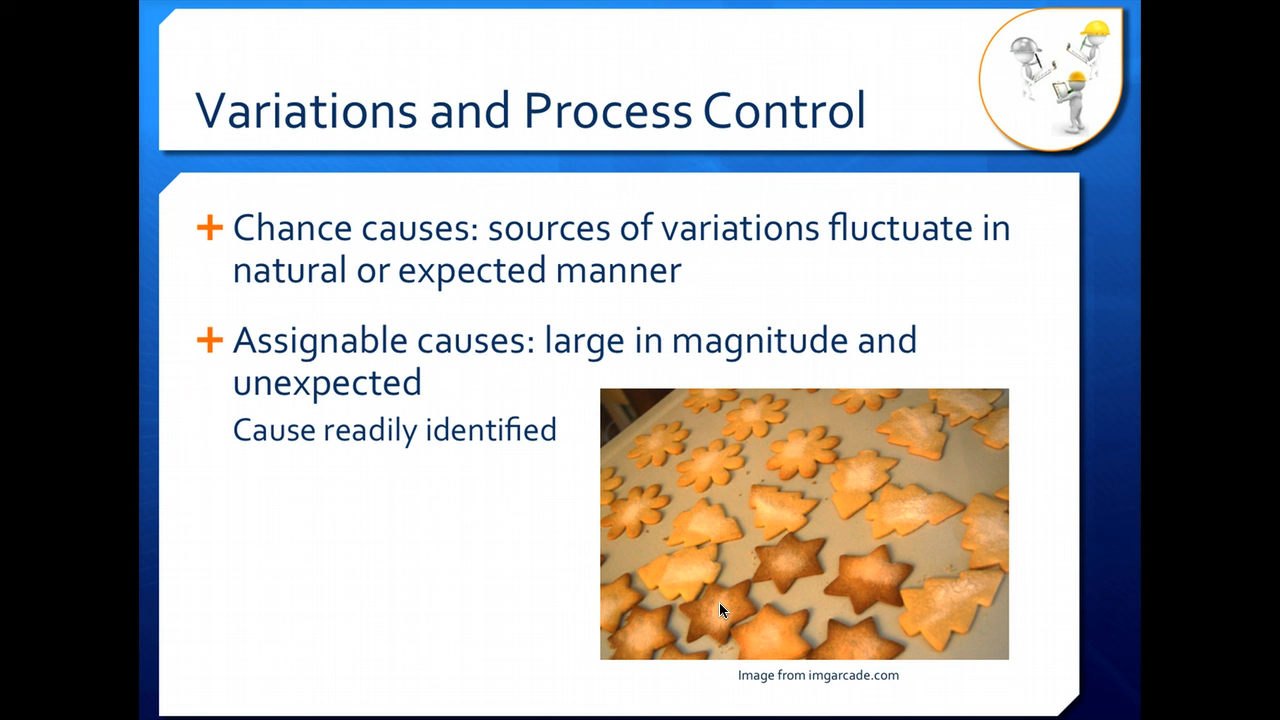 Variations and Process Control
Chance causes: sources of variations fluctuate in
natural or expected manner
Assignable causes: large in magnitude and
unexpected
Cause readily identified
Image from imgarcade.com